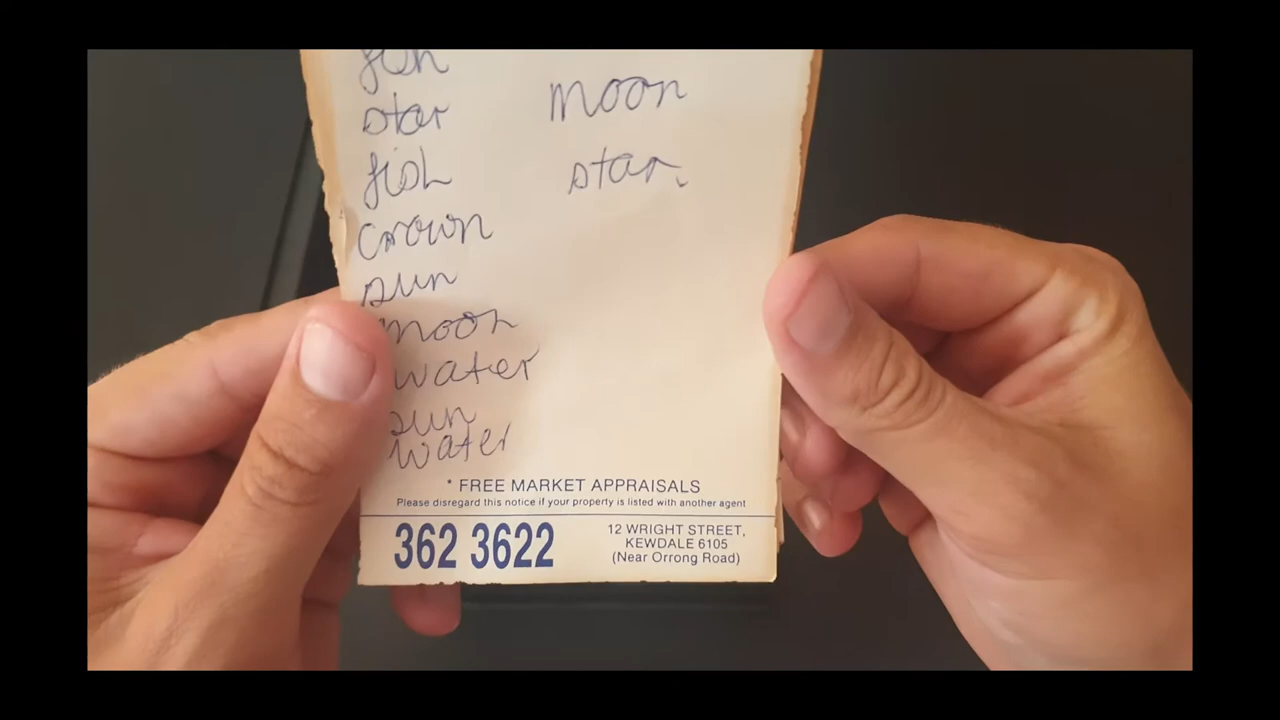 fish
star
fish
crown
sun
moon
water
sun
water
moon
star.
* FREE MARKET APPRAISALS
Please disregard this notice if your property is listed with another agent
362 3622
12 WRIGHT STREET,
KEWDALE 6105
(Near Orrong Road)